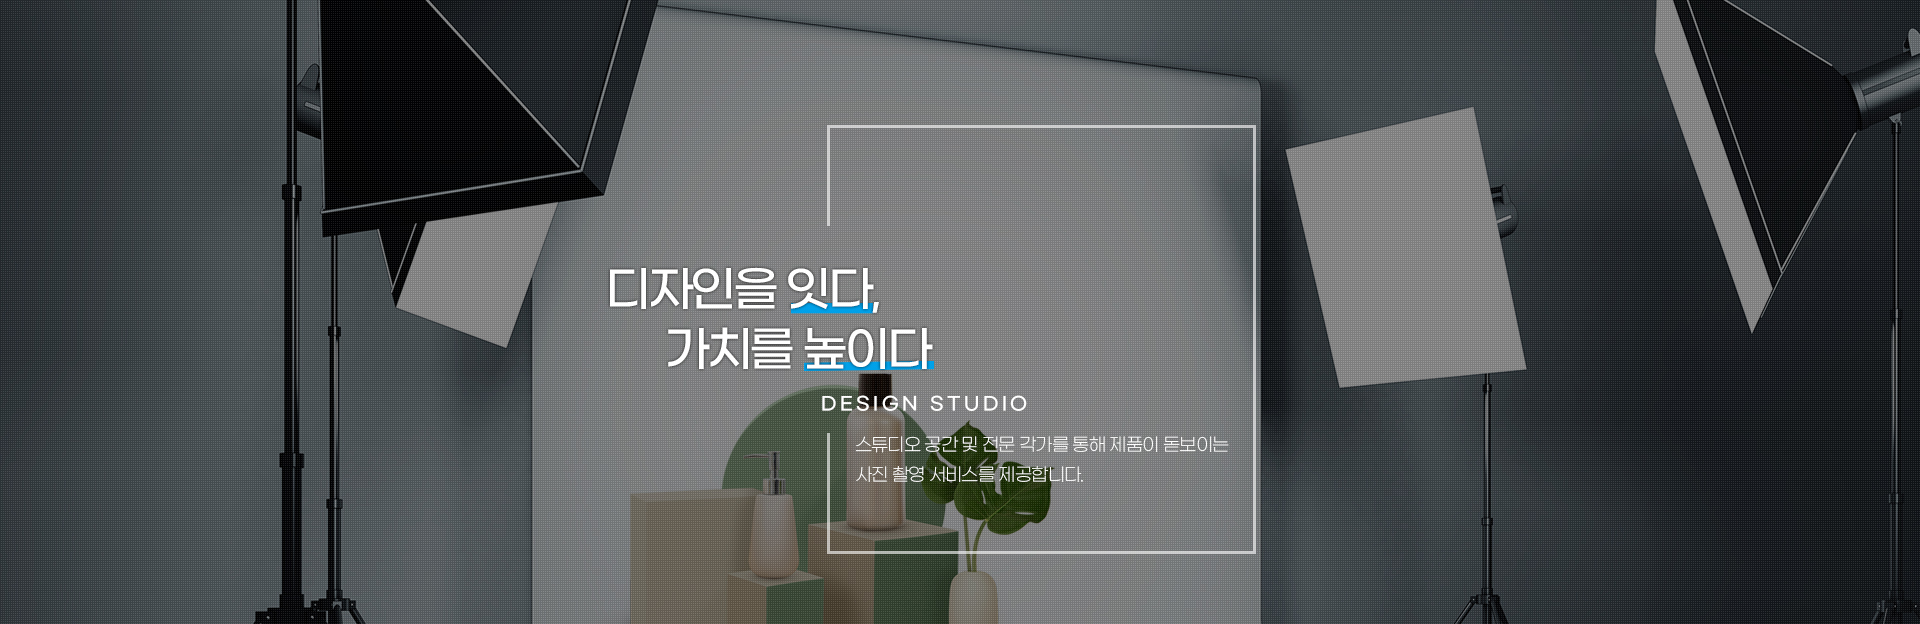 디자인을 잇다,
가치를 높이다
DESIGN STUDIO
스튜디오 공간 및 전문 각가를 통해 제품이 돋보이는
사진 촬영 서비스를 제공합니다.